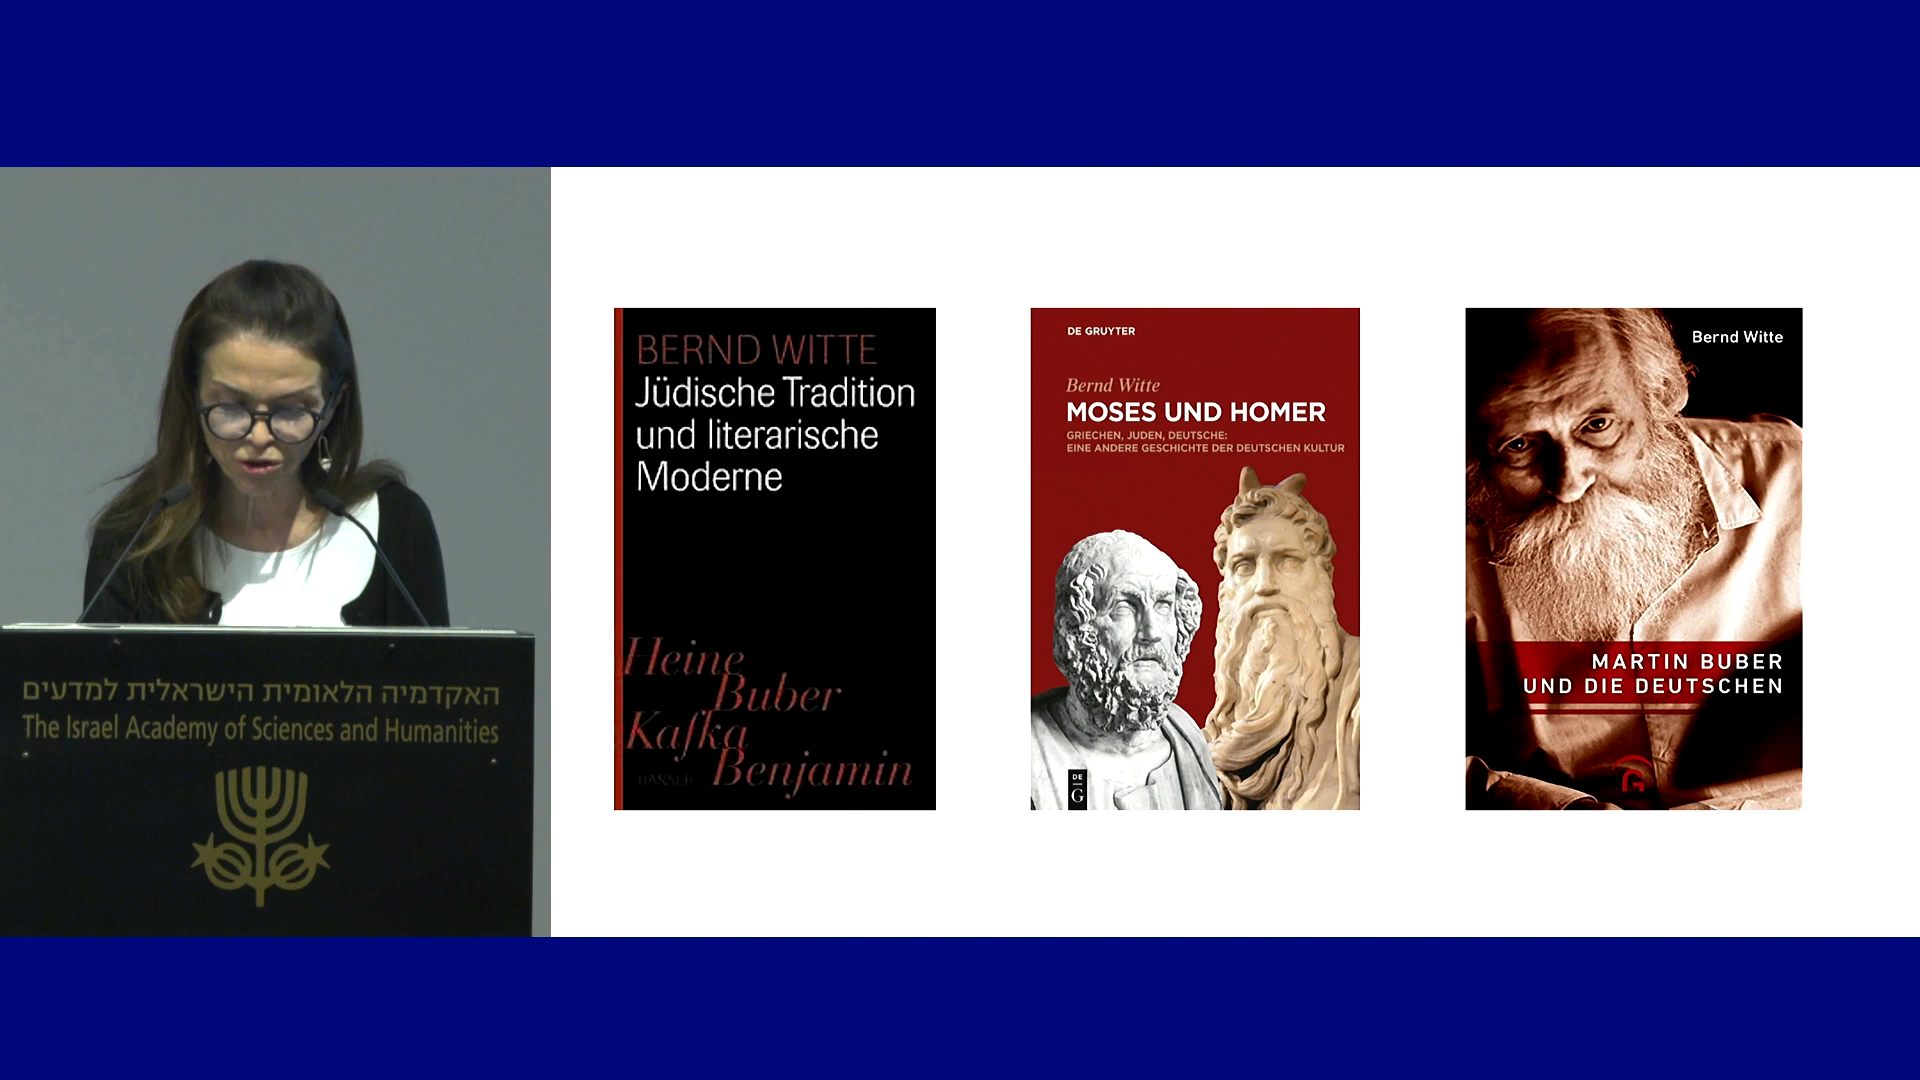 האקדמיה הלאומית הישראלית למדעים
The Israel Academy of Sciences and Humanities
BERND WITTE
Jüdische Tradition
und literarische
Moderne
Heine
Buber
Kafka
Benjamin
HANSER
DE GRUYTER
Bernd Witte
MOSES UND HOMER
GRIECHEN, JUDEN, DEUTSCHE:
EINE ANDERE GESCHICHTE DER DEUTSCHEN KULTUR
DE
G
Bernd Witte
MARTIN BUBER
UND DIE DEUTSCHEN